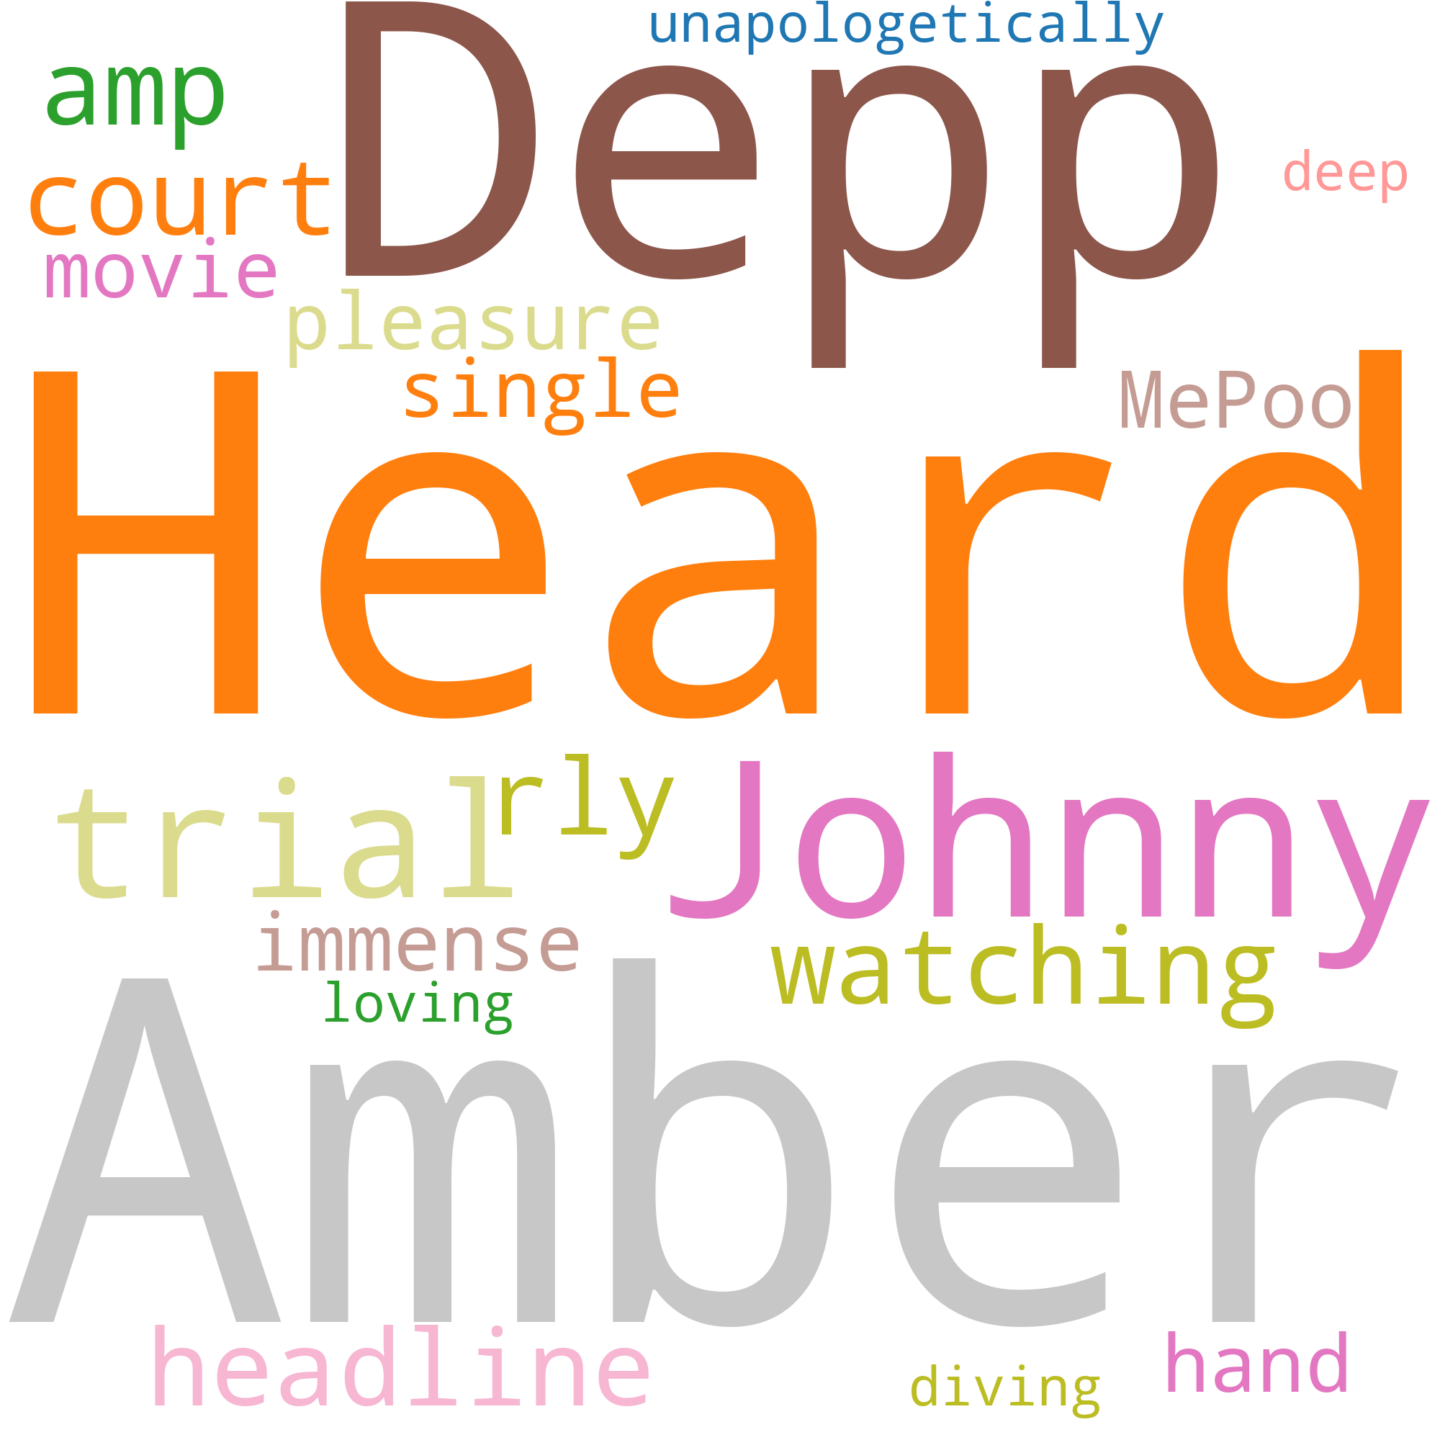 unapologetically
amp
Depp
deep
court
movie
pleasure
single
MePoo
Heard
trial
rly
Johnny
immense
watching
loving
Amber
headline
diving
hand